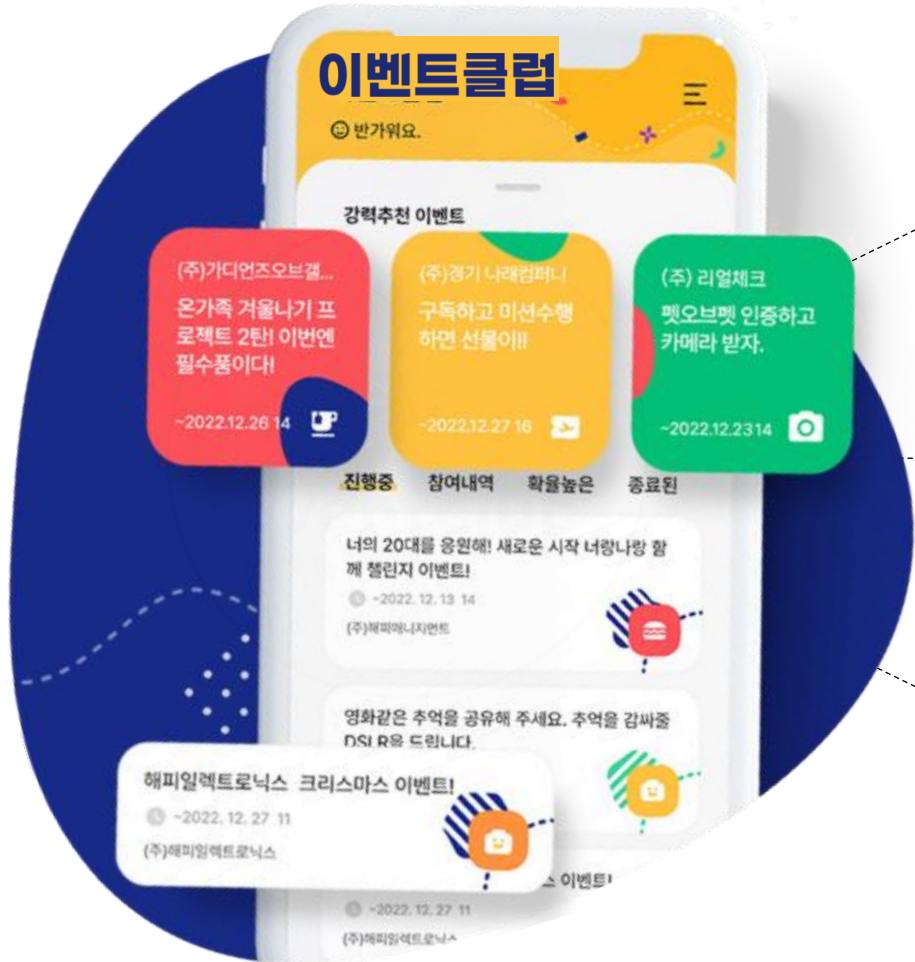 이벤트클럽
반가워요.
강력추천 이벤트
(주)가디언즈오브갤...
온가족 겨울나기 프
로젝트 2탄! 이번엔
필수품이다!
~2022.12.26 14
(주)경기 나래컴퍼니
구독하고 미션수행
하면 선물이!!
~2022.12.27 16
(주) 리얼체크
펫오브펫 인증하고
카메라 받자.
~2022.12.23 14
진행중 참여내역 확율높은 종료된
너의 20대를 응원해! 새로운 시작 너랑나랑 함
께 챌린지 이벤트!
~2022. 12. 13 14
(주)해피매니지먼트
영화같은 추억을 공유해 주세요. 추억을 감싸줄
DSLR을 드립니다.
해피일렉트로닉스 크리스마스 이벤트!
~2022. 12. 27 11
(주)해피일렉트로닉스
스 이벤트!
~2022. 12. 27 11
(주)해피일렉트로닉스